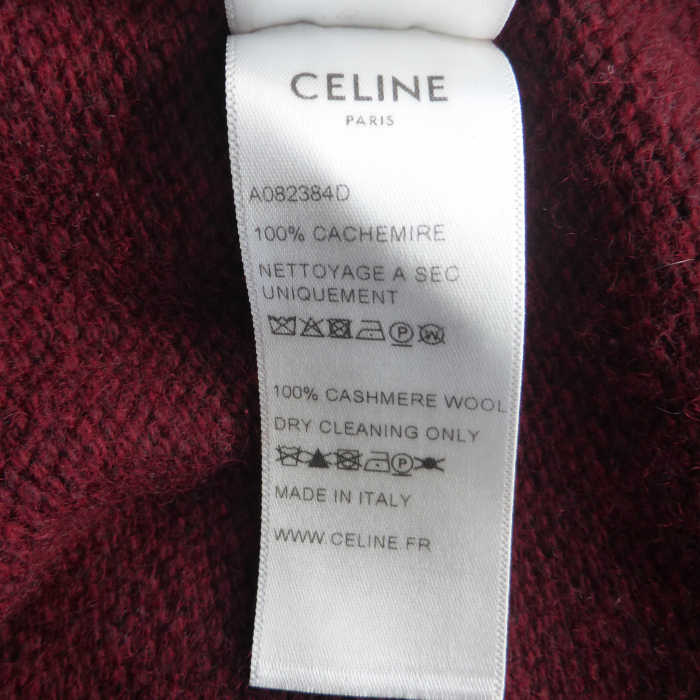 CELINE
PARIS
A082384D
100% CACHEMIRE
NETTOYAGE A SEC
UNIQUEMENT
P W
100% CASHMERE WOOL
DRY CLEANING ONLY
P
MADE IN ITALY
WWW.CELINE.FR